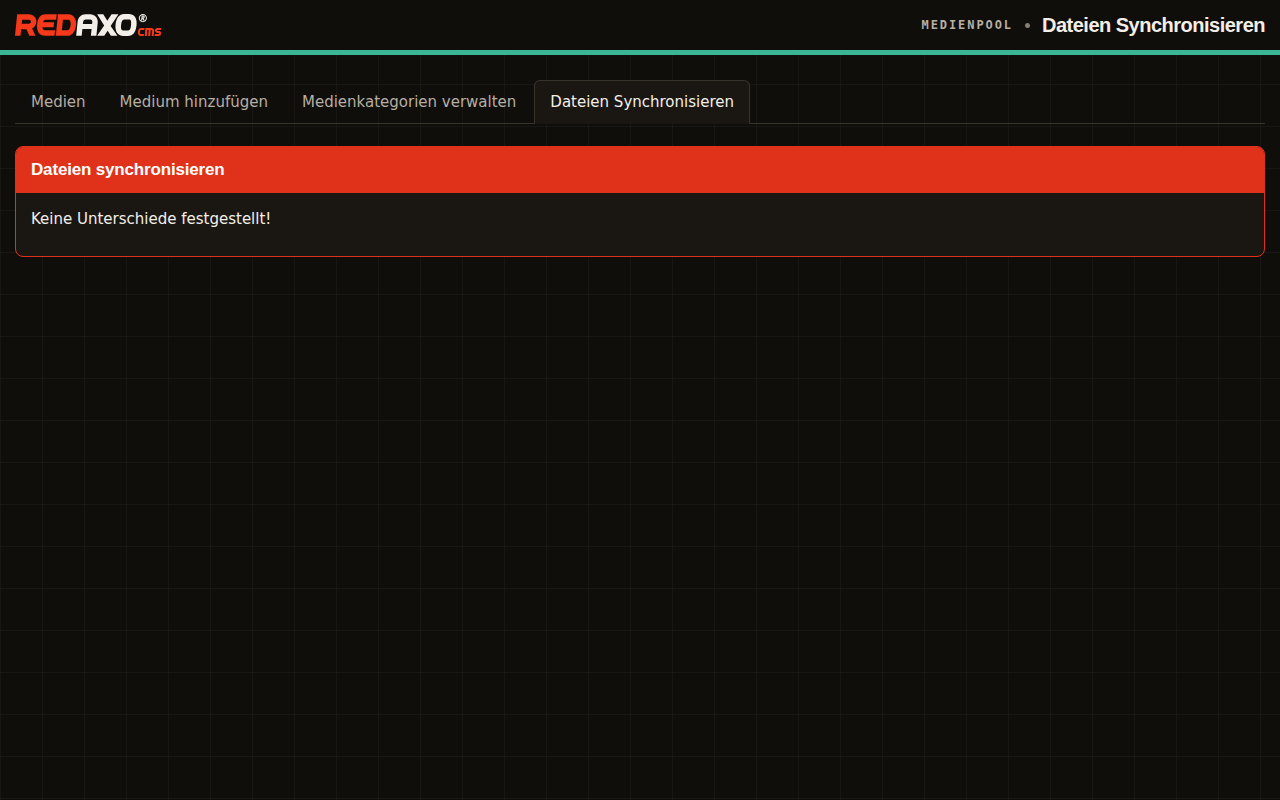 REDAXO® cms
MEDIENPOOL • Dateien Synchronisieren
Medien Medium hinzufügen Medienkategorien verwalten Dateien Synchronisieren
Dateien synchronisieren
Keine Unterschiede festgestellt!